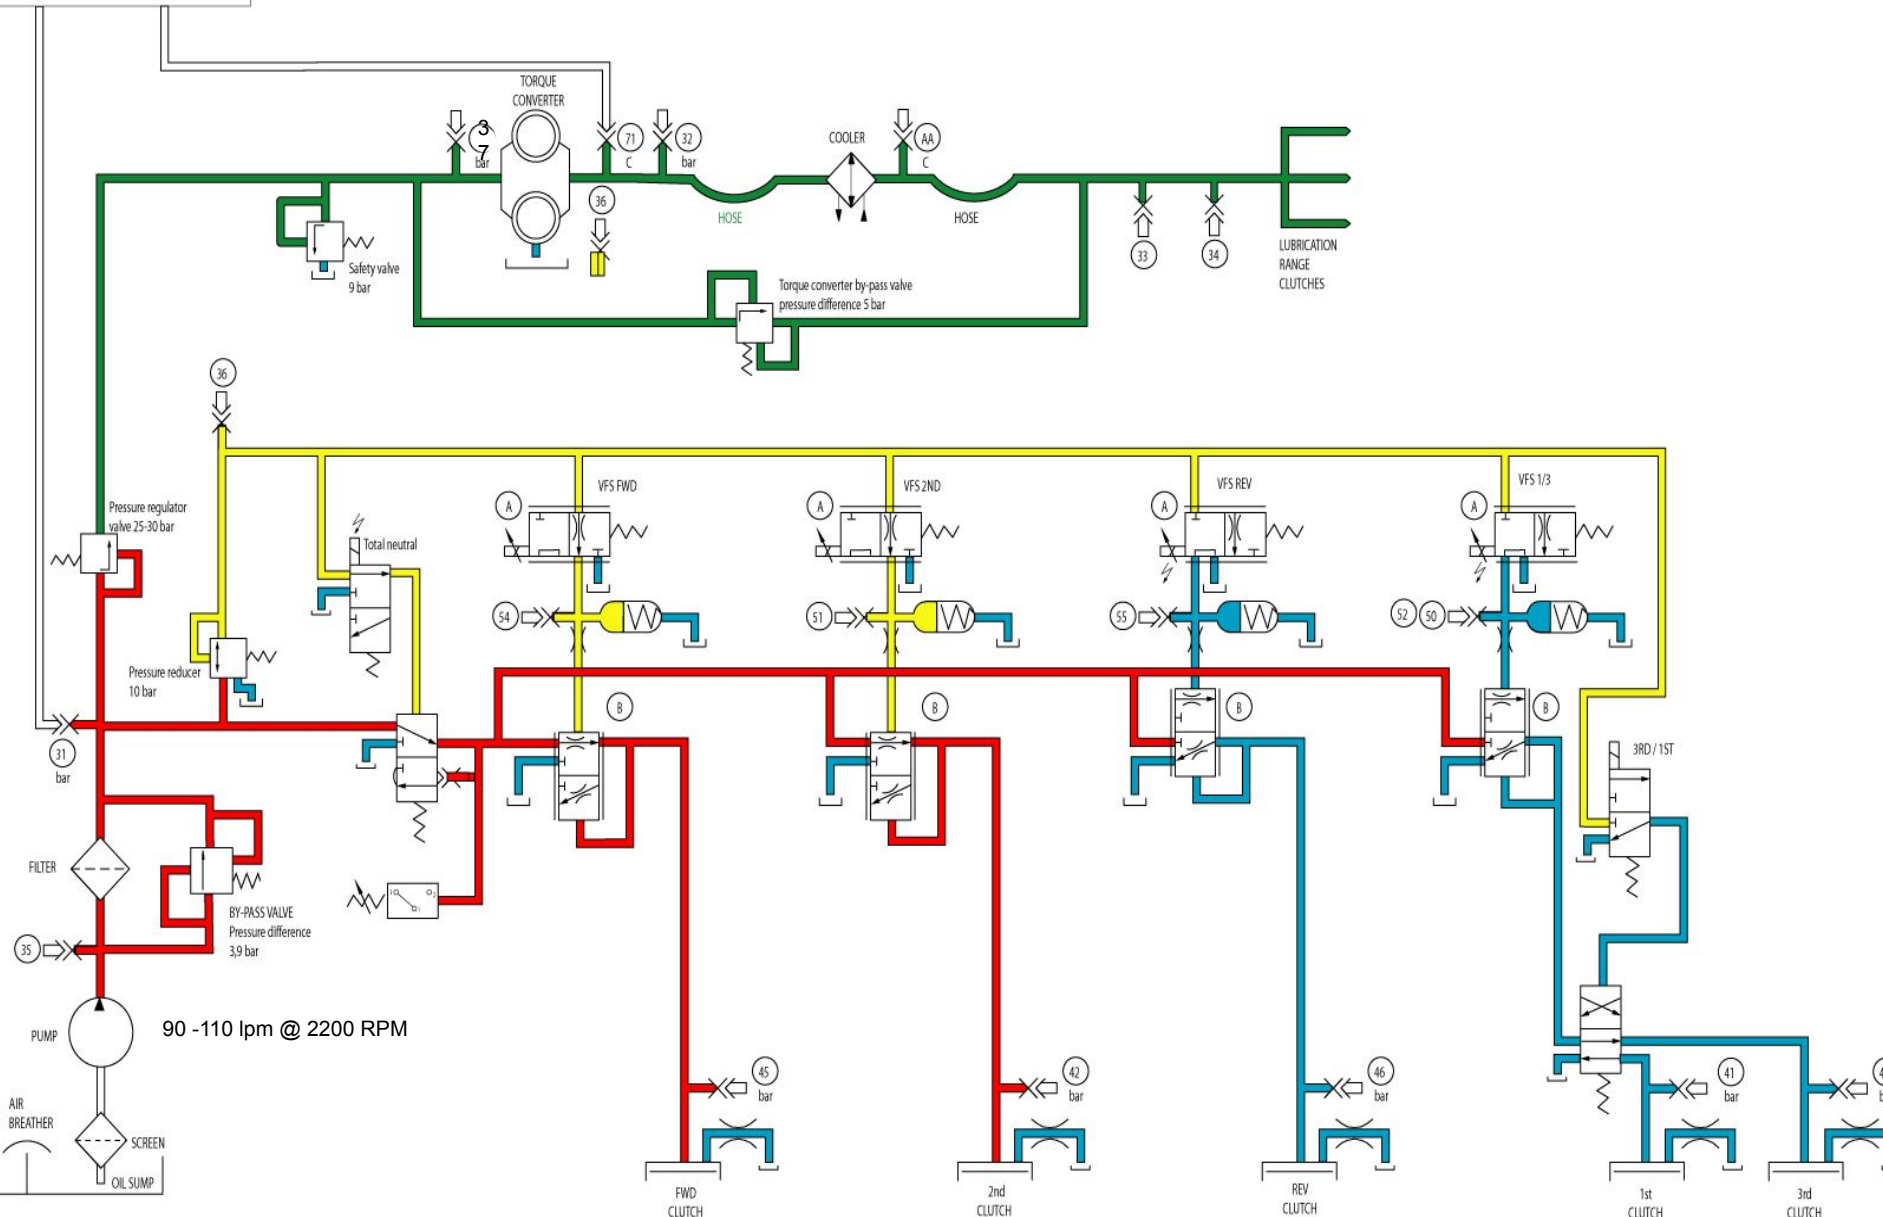 TORQUE
CONVERTER
3
7
bar
71
C
32
bar
COOLER
AA
C
36
HOSE
HOSE
33
34
LUBRICATION
RANGE
CLUTCHES
Safety valve
9 bar
Torque converter by-pass valve
pressure difference 5 bar
36
Pressure regulator
valve 25-30 bar
Total neutral
A
VFS FWD
A
VFS 2ND
A
VFS REV
A
VFS 1/3
54
51
55
52
50
Pressure reducer
10 bar
B
B
B
B
31
bar
3RD / 1ST
FILTER
BY-PASS VALVE
Pressure difference
3,9 bar
35
PUMP
90 -110 lpm @ 2200 RPM
45
bar
42
bar
46
bar
41
bar
AIR
BREATHER
SCREEN
OIL SUMP
FWD
CLUTCH
2nd
CLUTCH
REV
CLUTCH
1st
CLUTCH
3rd
CLUTCH